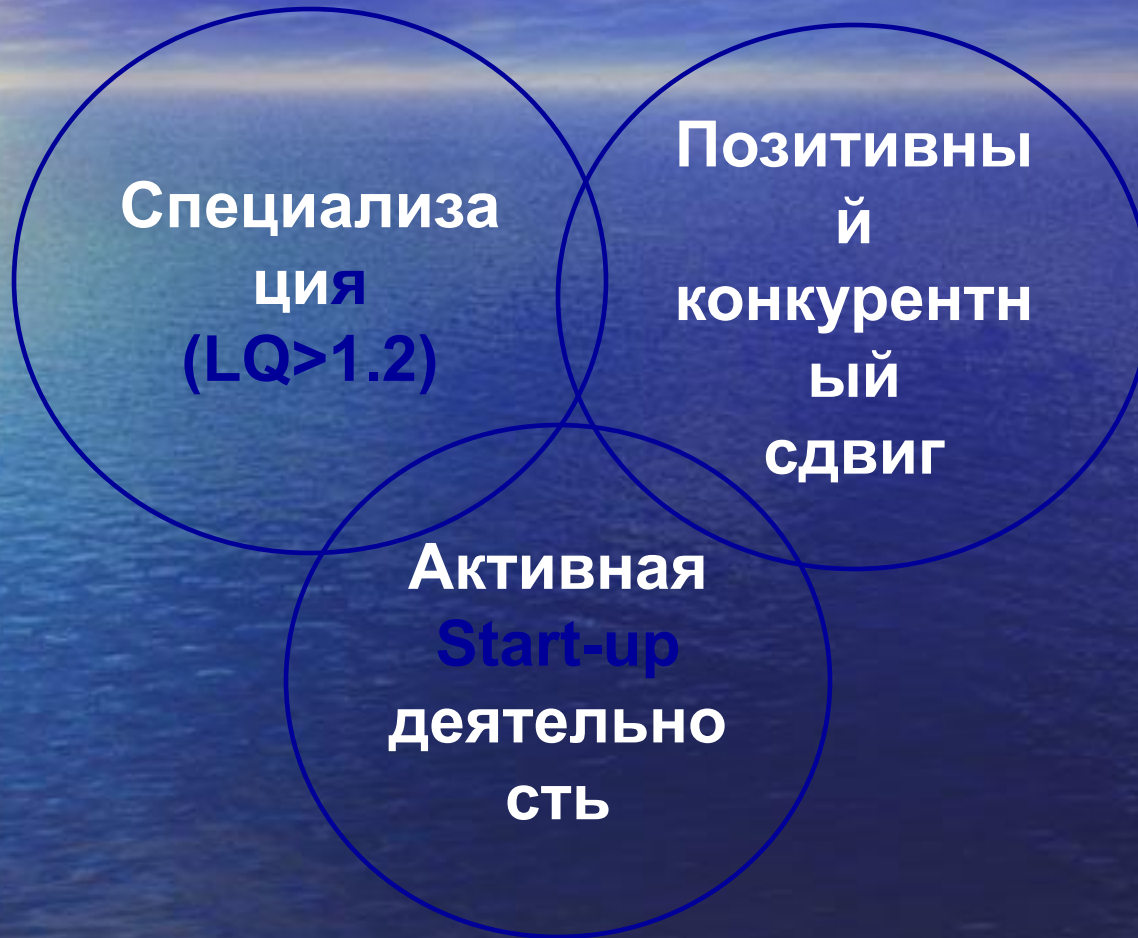 Специализа
ция
(LQ>1.2)
Позитивны
й
конкурентн
ый
сдвиг
Активная
Start-up
деятельно
сть